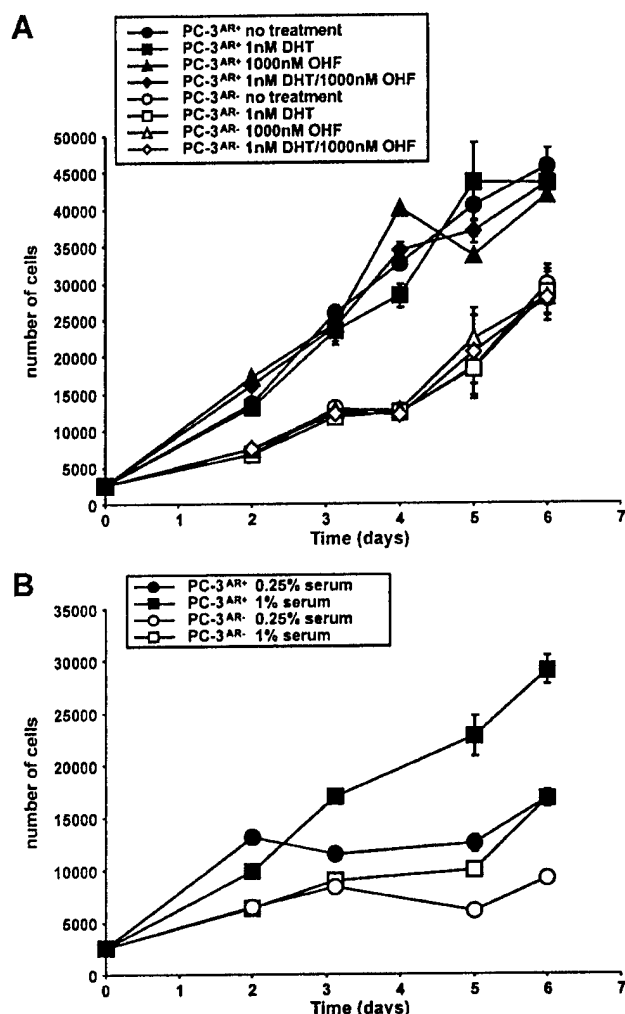 A
PC-3AR+ no treatment
PC-3AR+ 1nM DHT
PC-3AR+ 1000nM OHF
PC-3AR+ 1nM DHT/1000nM OHF
PC-3AR- no treatment
PC-3AR- 1nM DHT
PC-3AR- 1000nM OHF
PC-3AR- 1nM DHT/1000nM OHF
50000
45000
40000
35000
30000
25000
20000
15000
10000
5000
0
number of cells
0 1 2 3 4 5 6 7
Time (days)
B
PC-3AR+ 0.25% serum
PC-3AR+ 1% serum
PC-3AR- 0.25% serum
PC-3AR- 1% serum
35000
30000
25000
20000
15000
10000
5000
0
number of cells
0 1 2 3 4 5 6 7
Time (days)